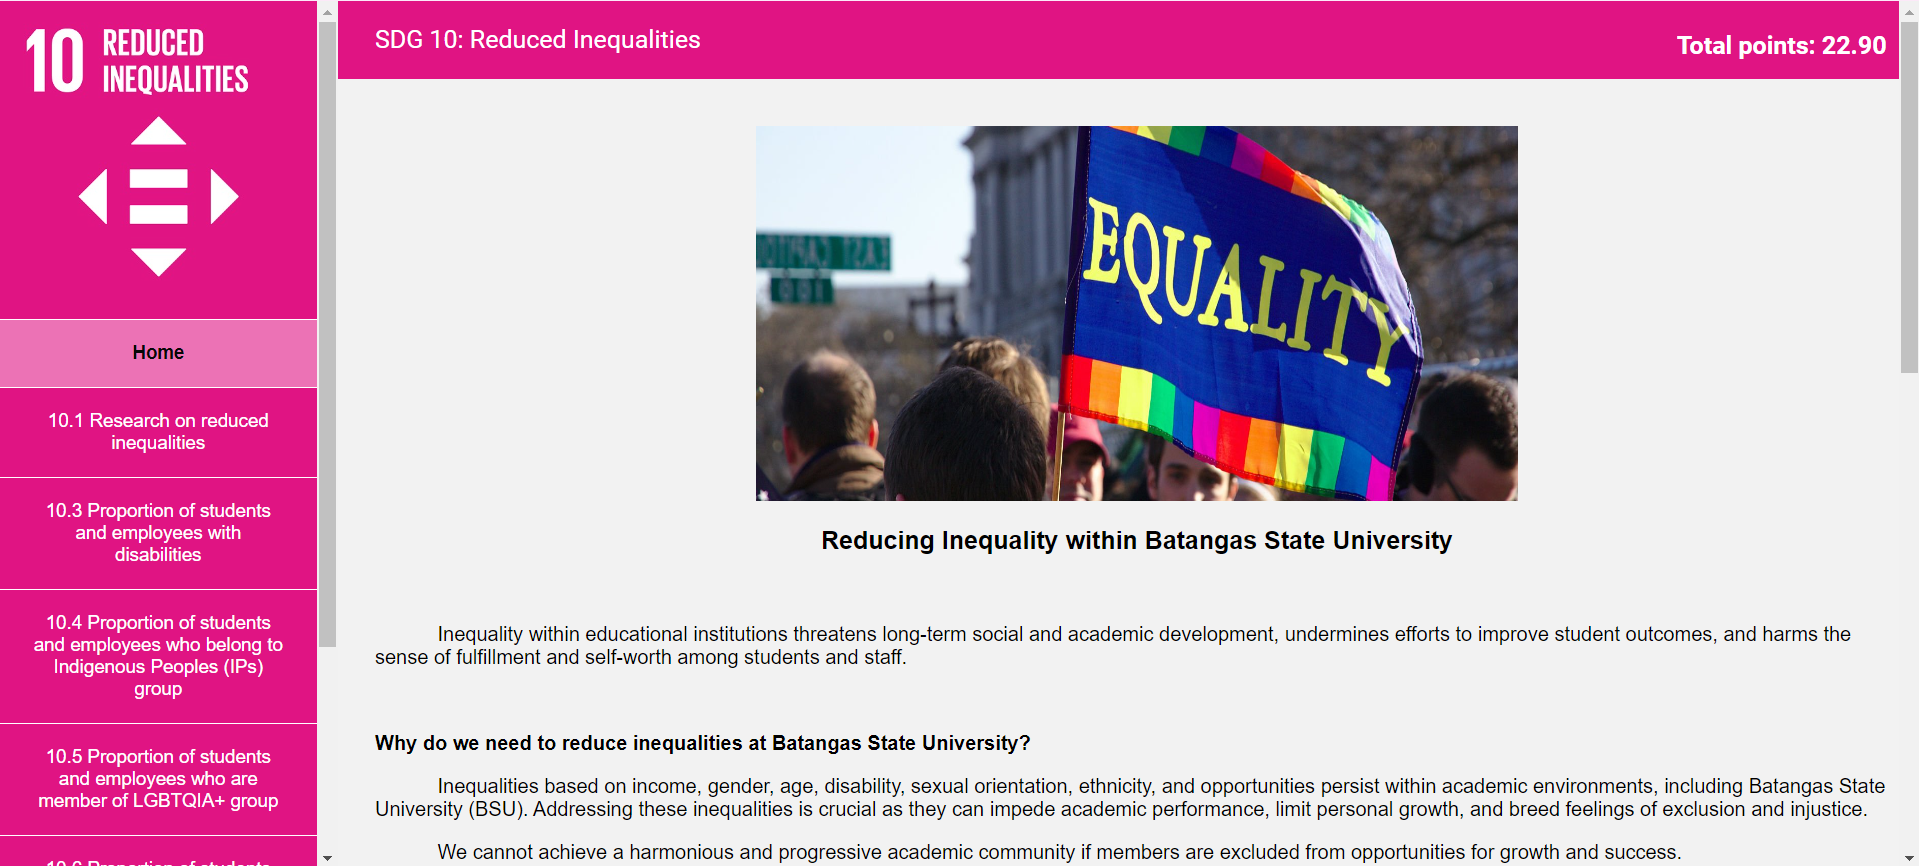 10 REDUCED
INEQUALITIES
Home
10.1 Research on reduced
inequalities
10.3 Proportion of students
and employees with
disabilities
10.4 Proportion of students
and employees who belong to
Indigenous Peoples (IPs)
group
10.5 Proportion of students
and employees who are
member of LGBTQIA+ group
SDG 10: Reduced Inequalities
Total points: 22.90
EQUALITY
Reducing Inequality within Batangas State University
Inequality within educational institutions threatens long-term social and academic development, undermines efforts to improve student outcomes, and harms the
sense of fulfillment and self-worth among students and staff.
Why do we need to reduce inequalities at Batangas State University?
Inequalities based on income, gender, age, disability, sexual orientation, ethnicity, and opportunities persist within academic environments, including Batangas State
University (BSU). Addressing these inequalities is crucial as they can impede academic performance, limit personal growth, and breed feelings of exclusion and injustice.
We cannot achieve a harmonious and progressive academic community if members are excluded from opportunities for growth and success.